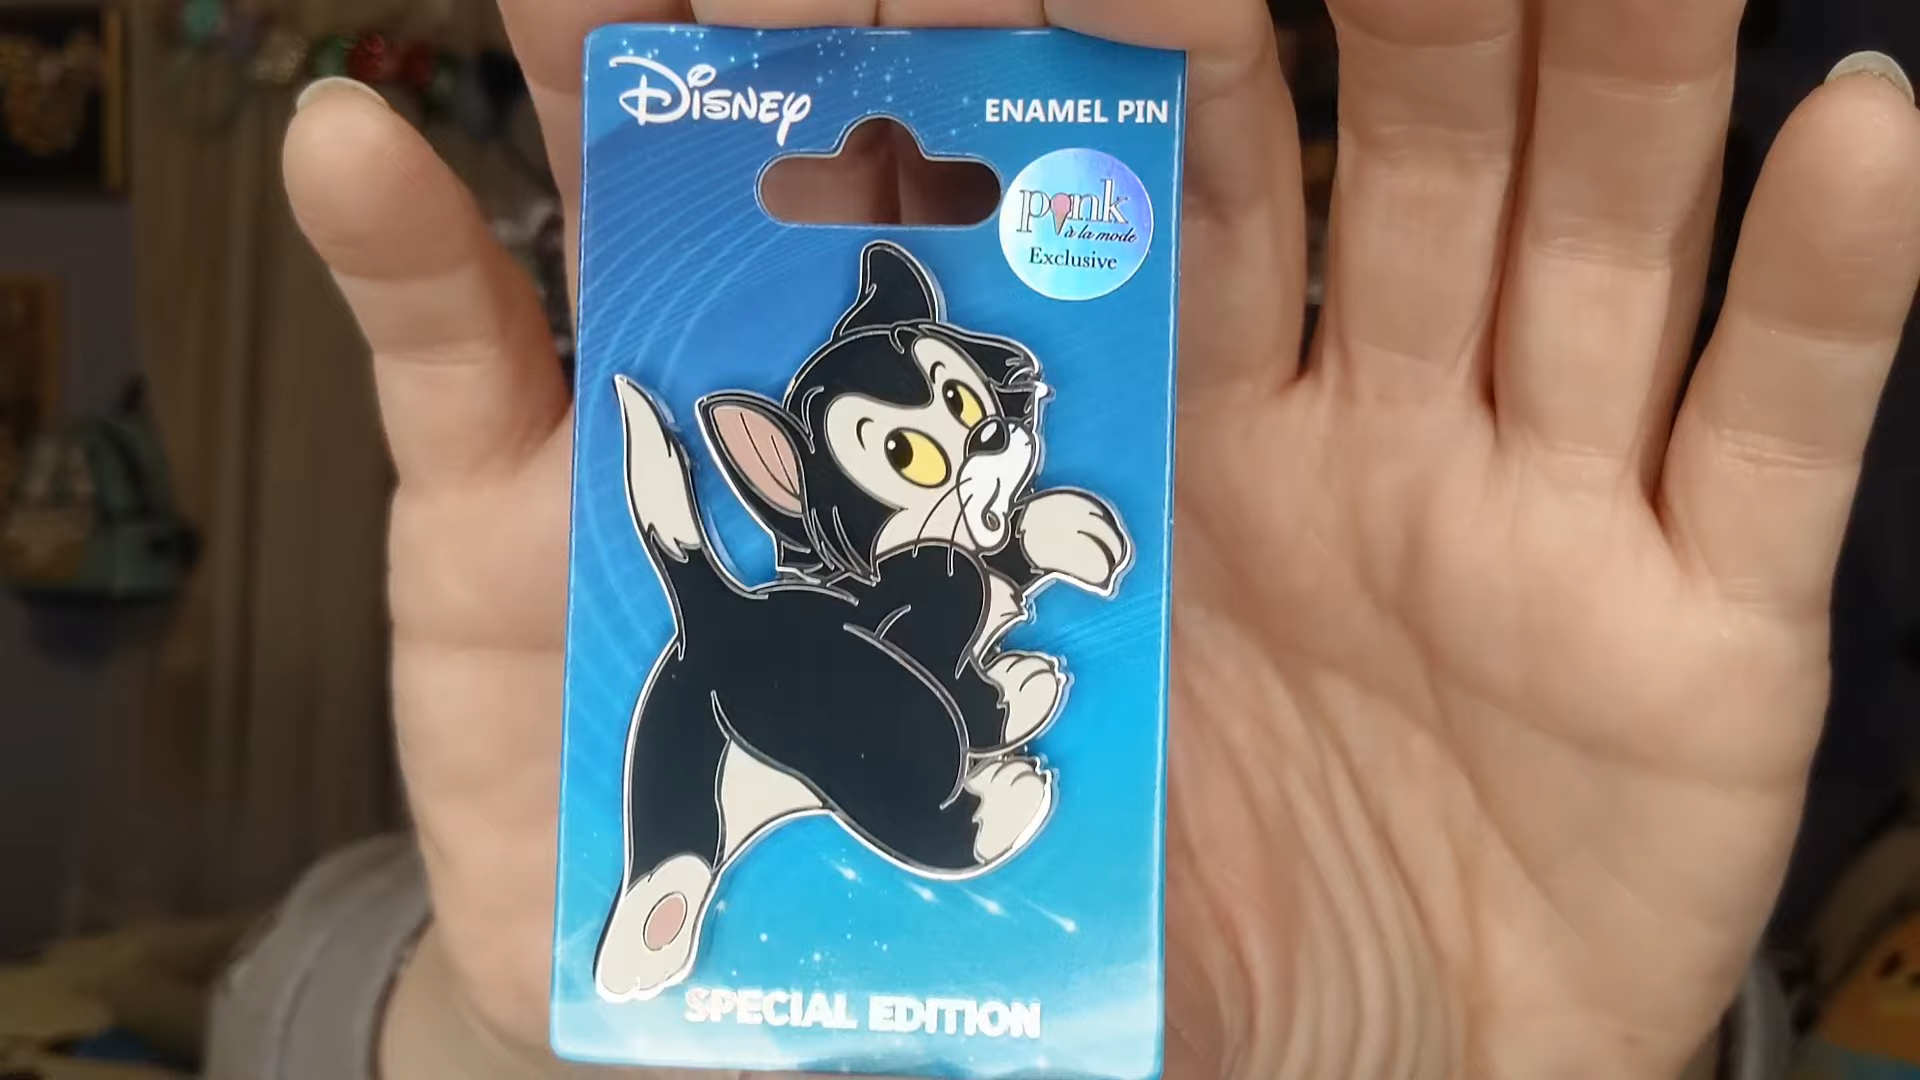 Disney
ENAMEL PIN
pink
à la mode
Exclusive
SPECIAL EDITION